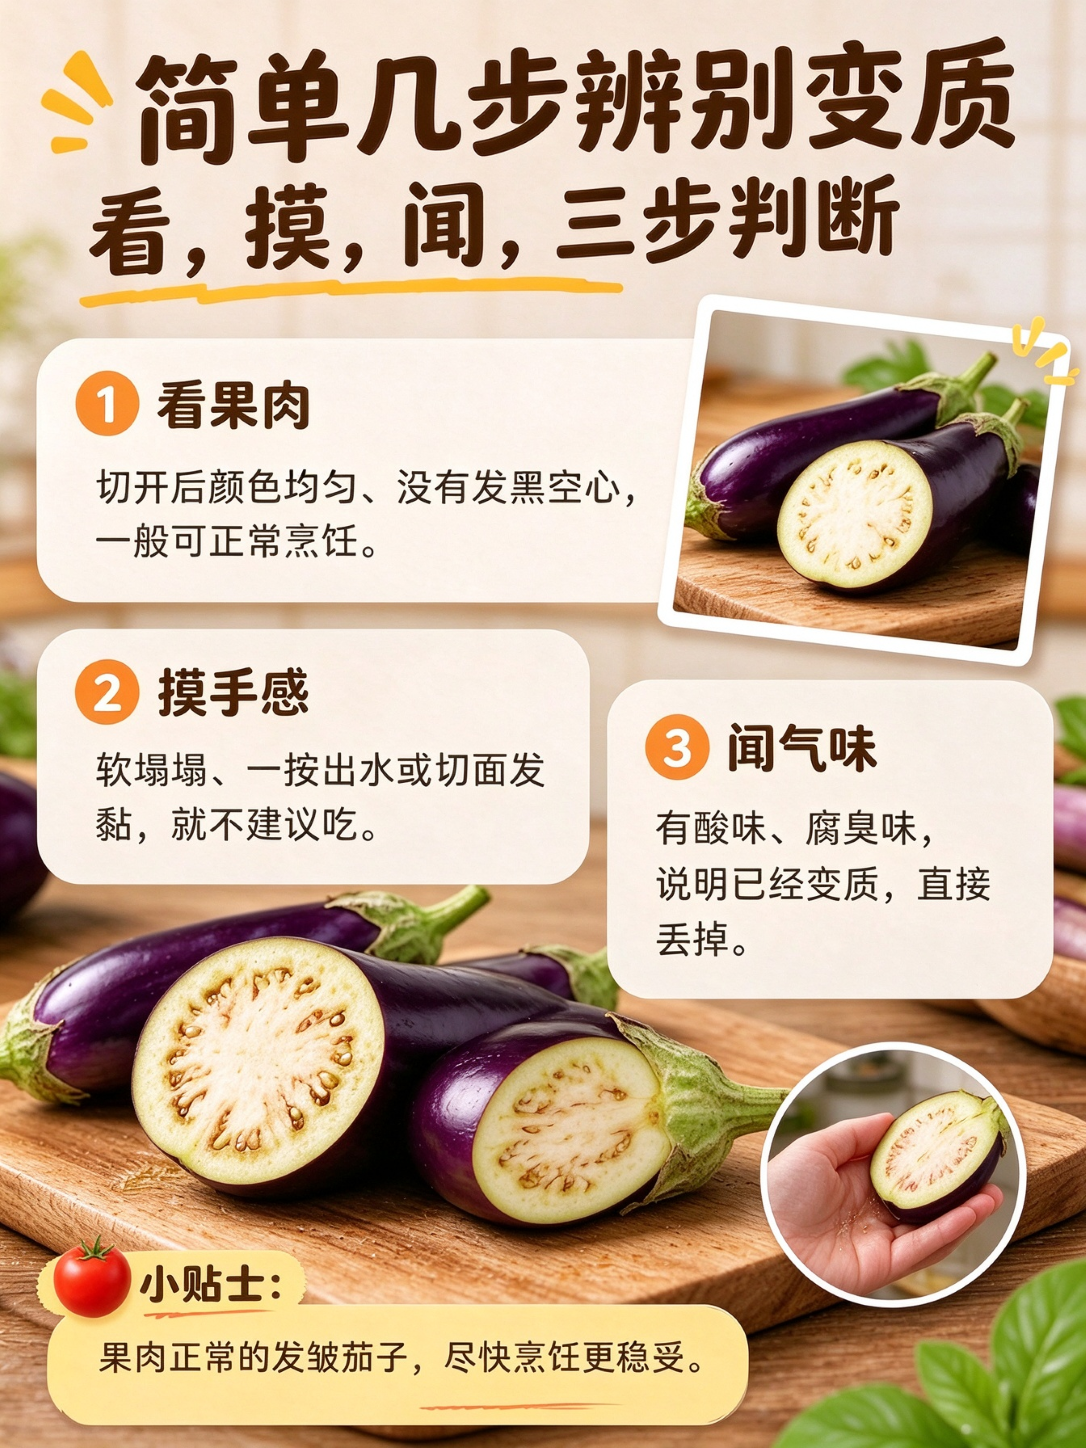 简单几步辨别变质
看，摸，闻，三步判断
1 看果肉
切开后颜色均匀、没有发黑空心，
一般可正常烹饪。
2 摸手感
软塌塌、一按出水或切面发
黏，就不建议吃。
3 闻气味
有酸味、腐臭味，
说明已经变质，直接
丢掉。
小贴士：
果肉正常的发皱茄子，尽快烹饪更稳妥。